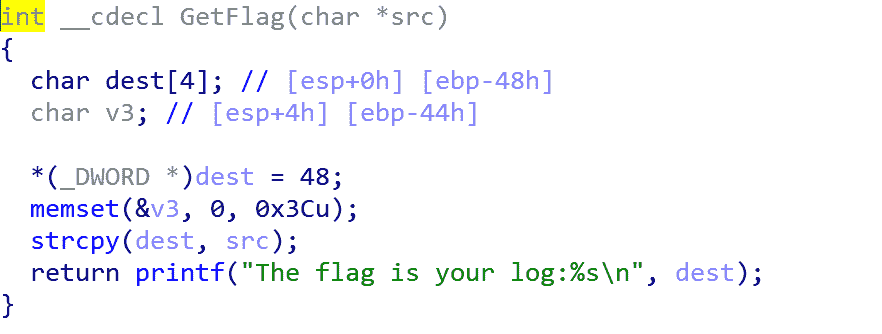 int __cdecl GetFlag(char *src)
{
  char dest[4]; // [esp+0h] [ebp-48h]
  char v3; // [esp+4h] [ebp-44h]

  *(_DWORD *)dest = 48;
  memset(&v3, 0, 0x3Cu);
  strcpy(dest, src);
  return printf("The flag is your log:%s\n", dest);
}